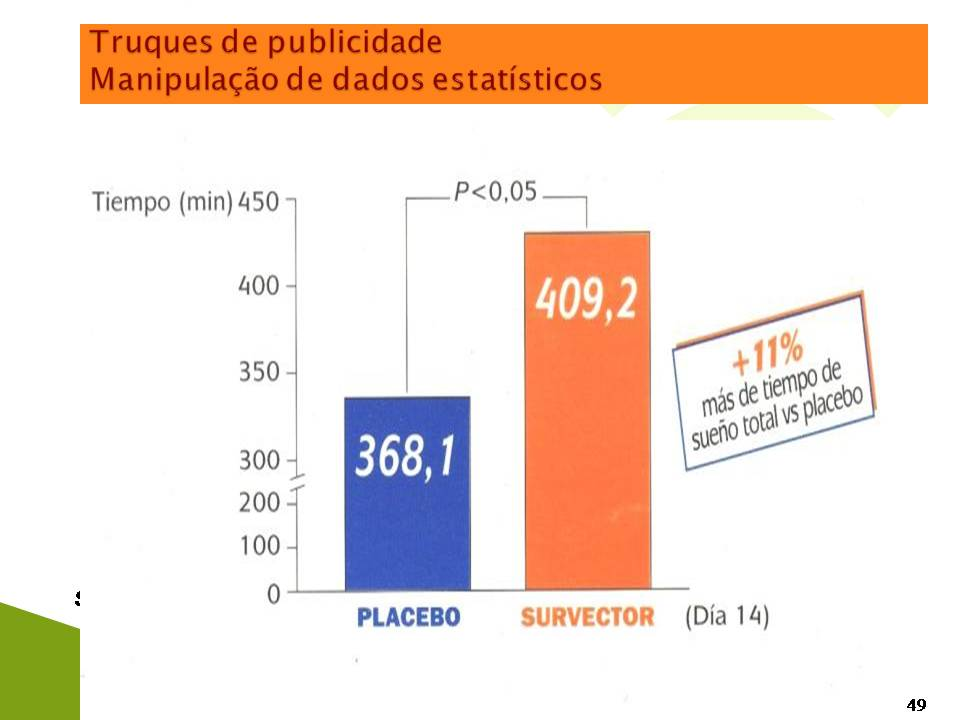 Truques de publicidade
Manipulação de dados estatísticos
Tiempo (min) 450
P<0,05
400
350
300
200
100
0
368,1
409,2
+11%
más de tiempo de
sueño total vs placebo
PLACEBO
SURVECTOR
(Día 14)
49